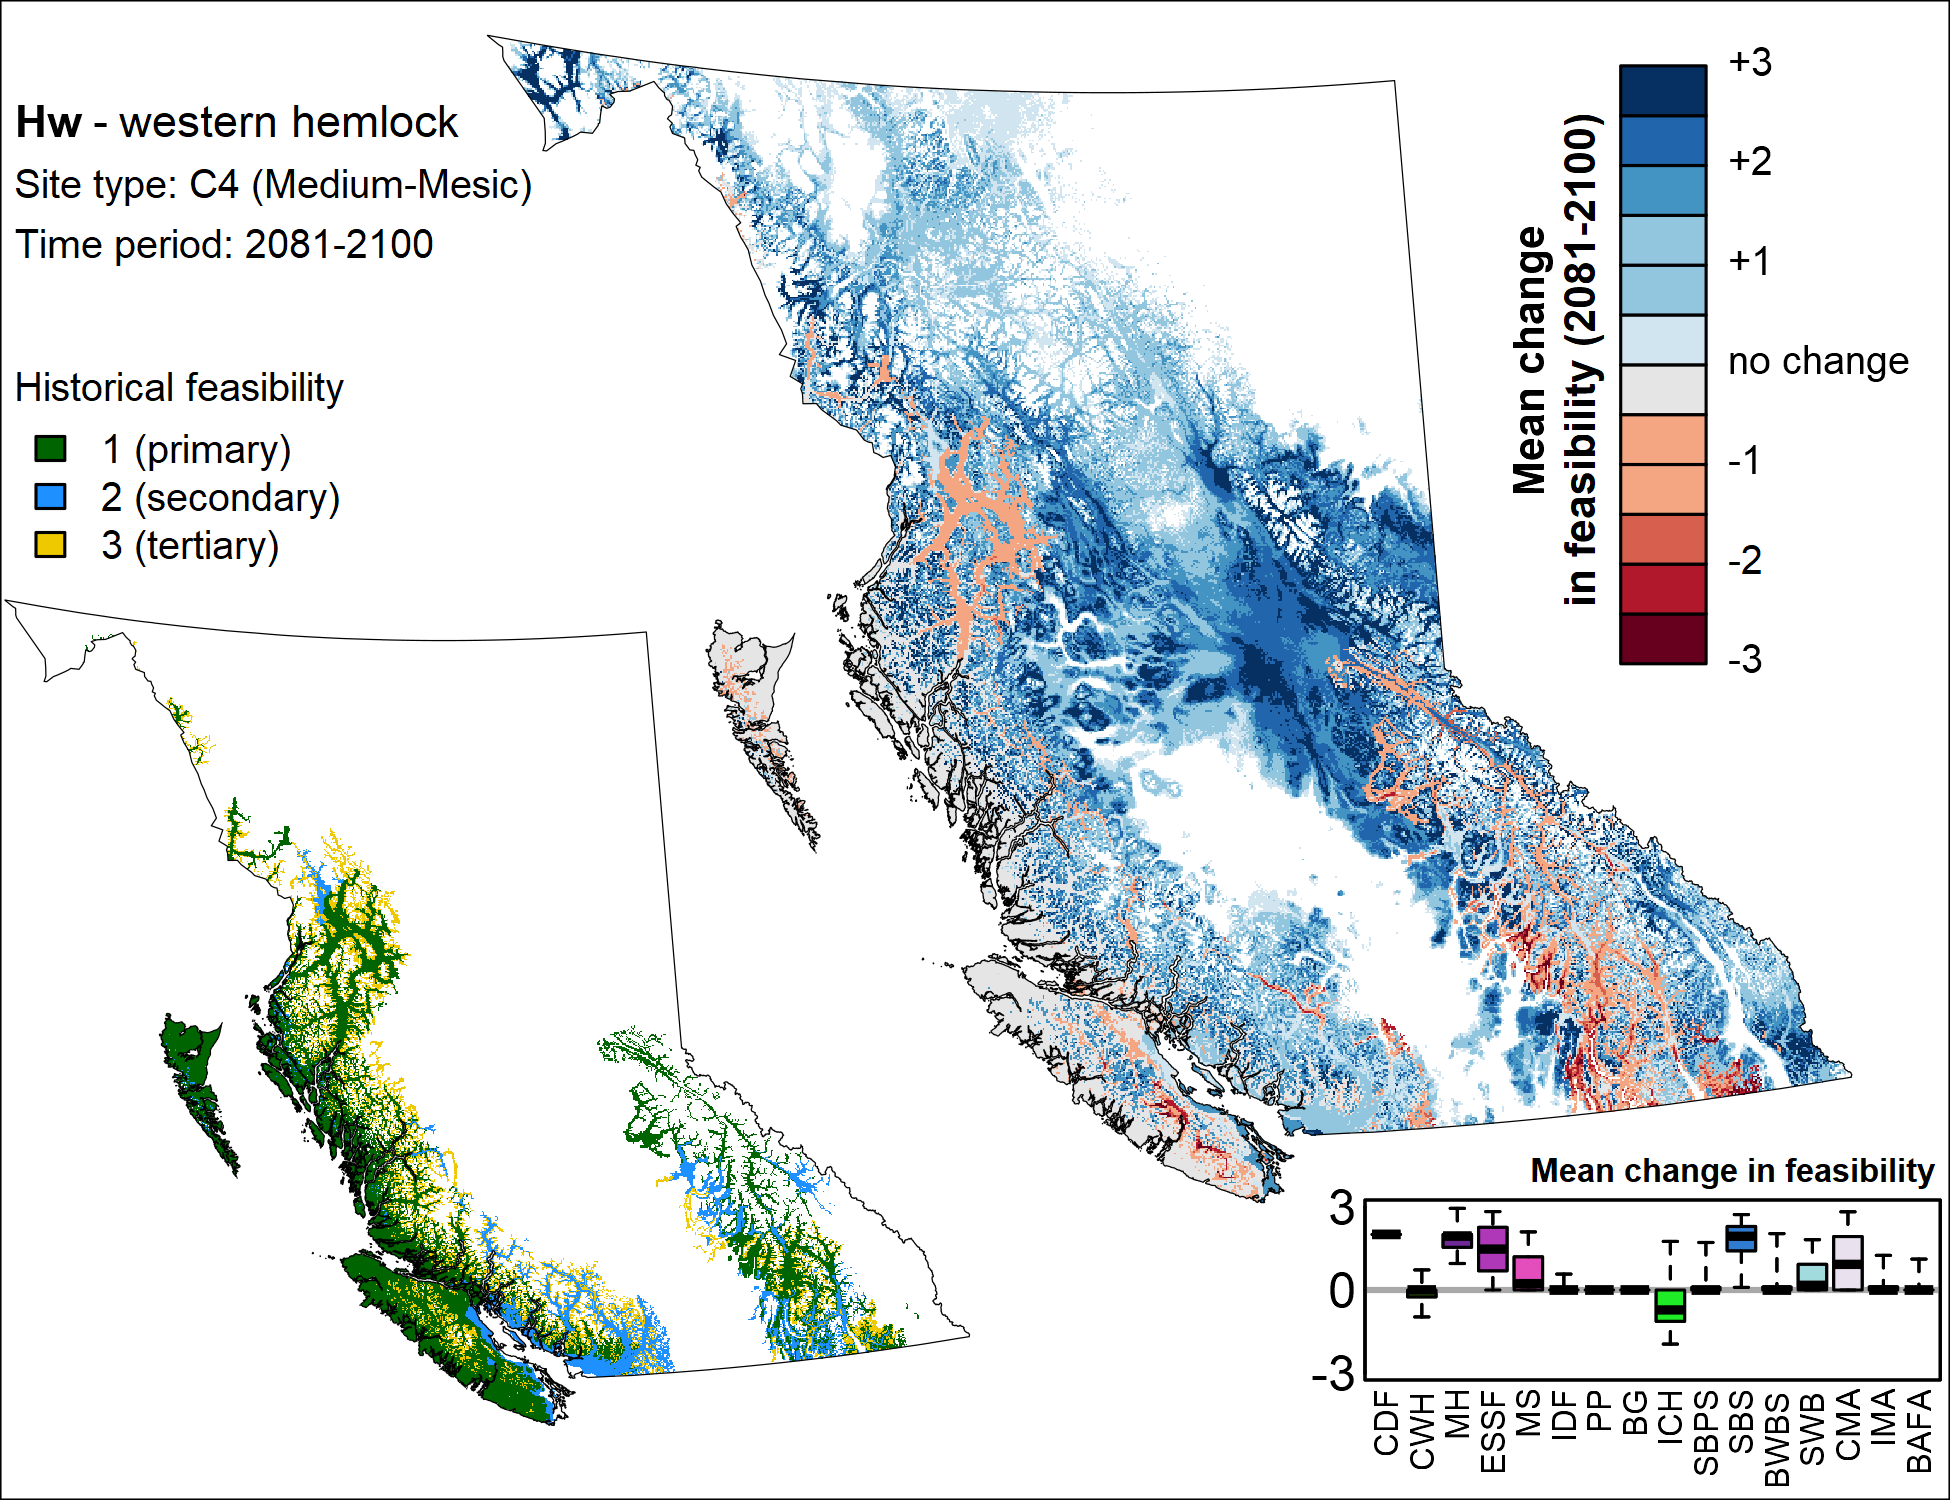 Hw - western hemlock
Site type: C4 (Medium-Mesic)
Time period: 2081-2100
Historical feasibility
1 (primary)
2 (secondary)
3 (tertiary)
Mean change
in feasibility (2081-2100)
+3
+2
+1
no change
-1
-2
-3
Mean change in feasibility
3
0
-3
CDF
CWH
MH
ESSF
MS
IDF
PP
BG
ICH
SBPS
SBS
BWBS
SWB
CMA
IMA
BAFA